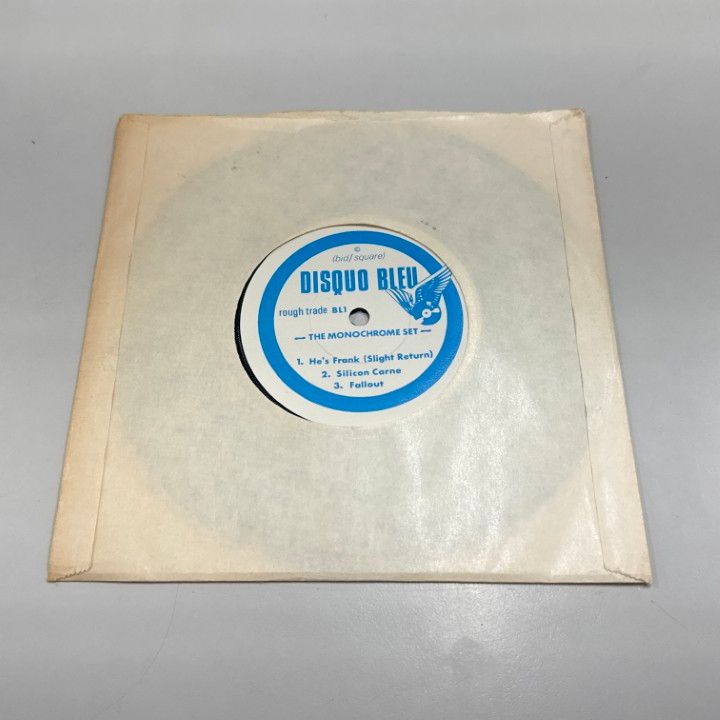 ©
(bid/square)
DISQUO BLEU
rough trade BL1
— THE MONOCHROME SET —
1. He's Frank (Slight Return)
2. Silicon Carne
3. Fallout